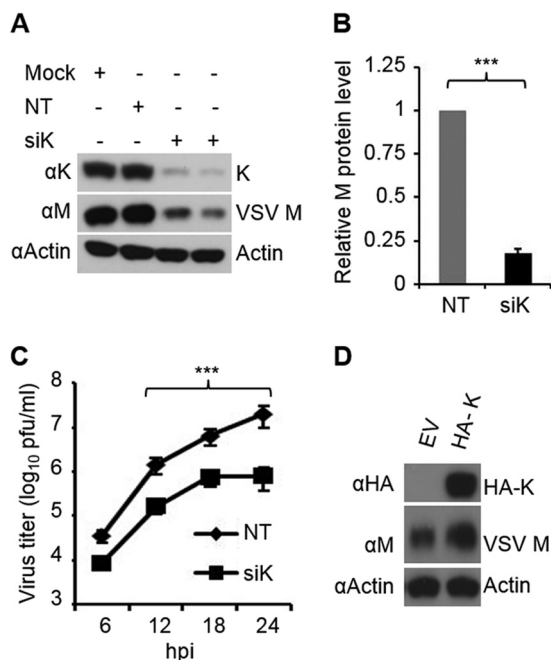 A
Mock + - - -
NT - + - -
siK - - + +
αK K
αM VSV M
αActin Actin
B
Relative M protein level
1.25
1
0.75
0.5
0.25
0
***
NT siK
C
Virus titer (log10 pfu/ml)
8
7
6
5
4
3
***
NT
siK
6 12 18 24
hpi
D
EV HA-K
αHA HA-K
αM VSV M
αActin Actin